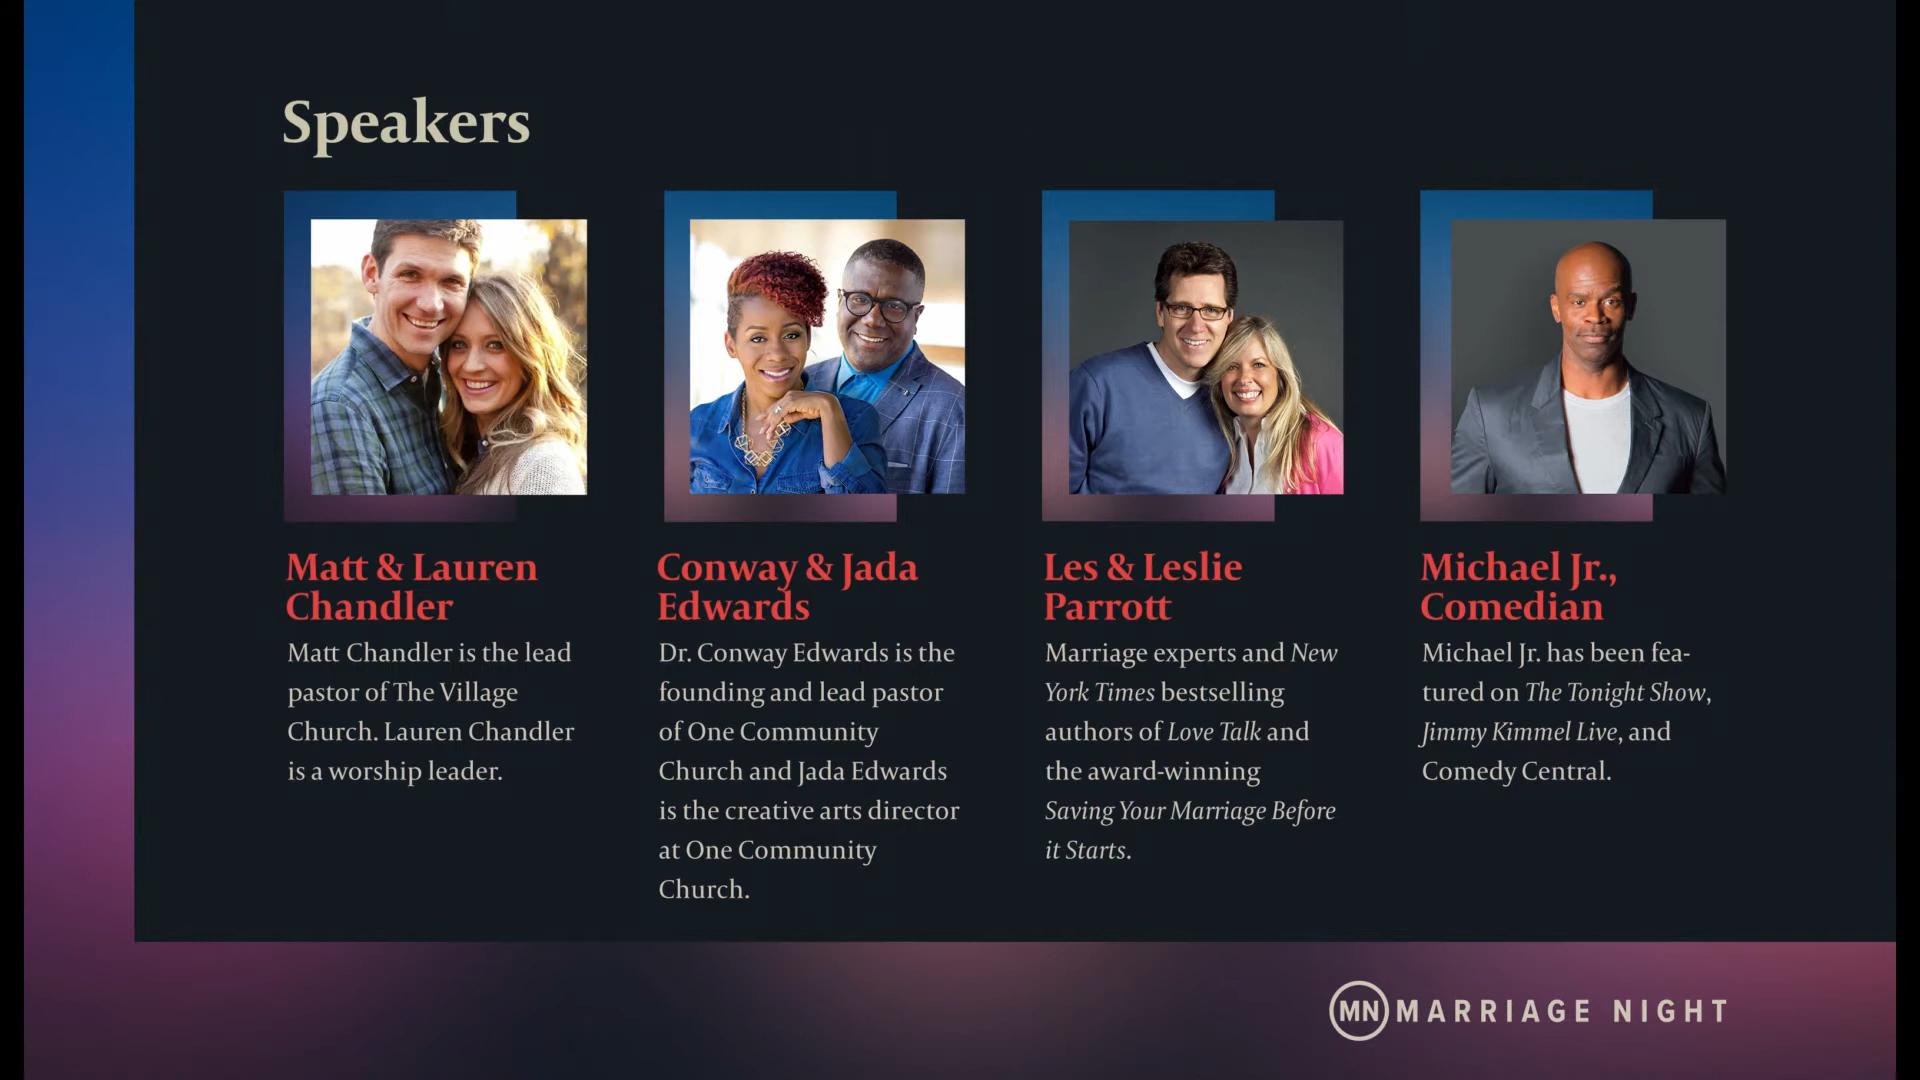 Speakers
Matt & Lauren
Chandler
Matt Chandler is the lead
pastor of The Village
Church. Lauren Chandler
is a worship leader.
Conway & Jada
Edwards
Dr. Conway Edwards is the
founding and lead pastor
of One Community
Church and Jada Edwards
is the creative arts director
at One Community
Church.
Les & Leslie
Parrott
Marriage experts and New
York Times bestselling
authors of Love Talk and
the award-winning
Saving Your Marriage Before
it Starts.
Michael Jr.,
Comedian
Michael Jr. has been fea-
tured on The Tonight Show,
Jimmy Kimmel Live, and
Comedy Central.
MN MARRIAGE NIGHT